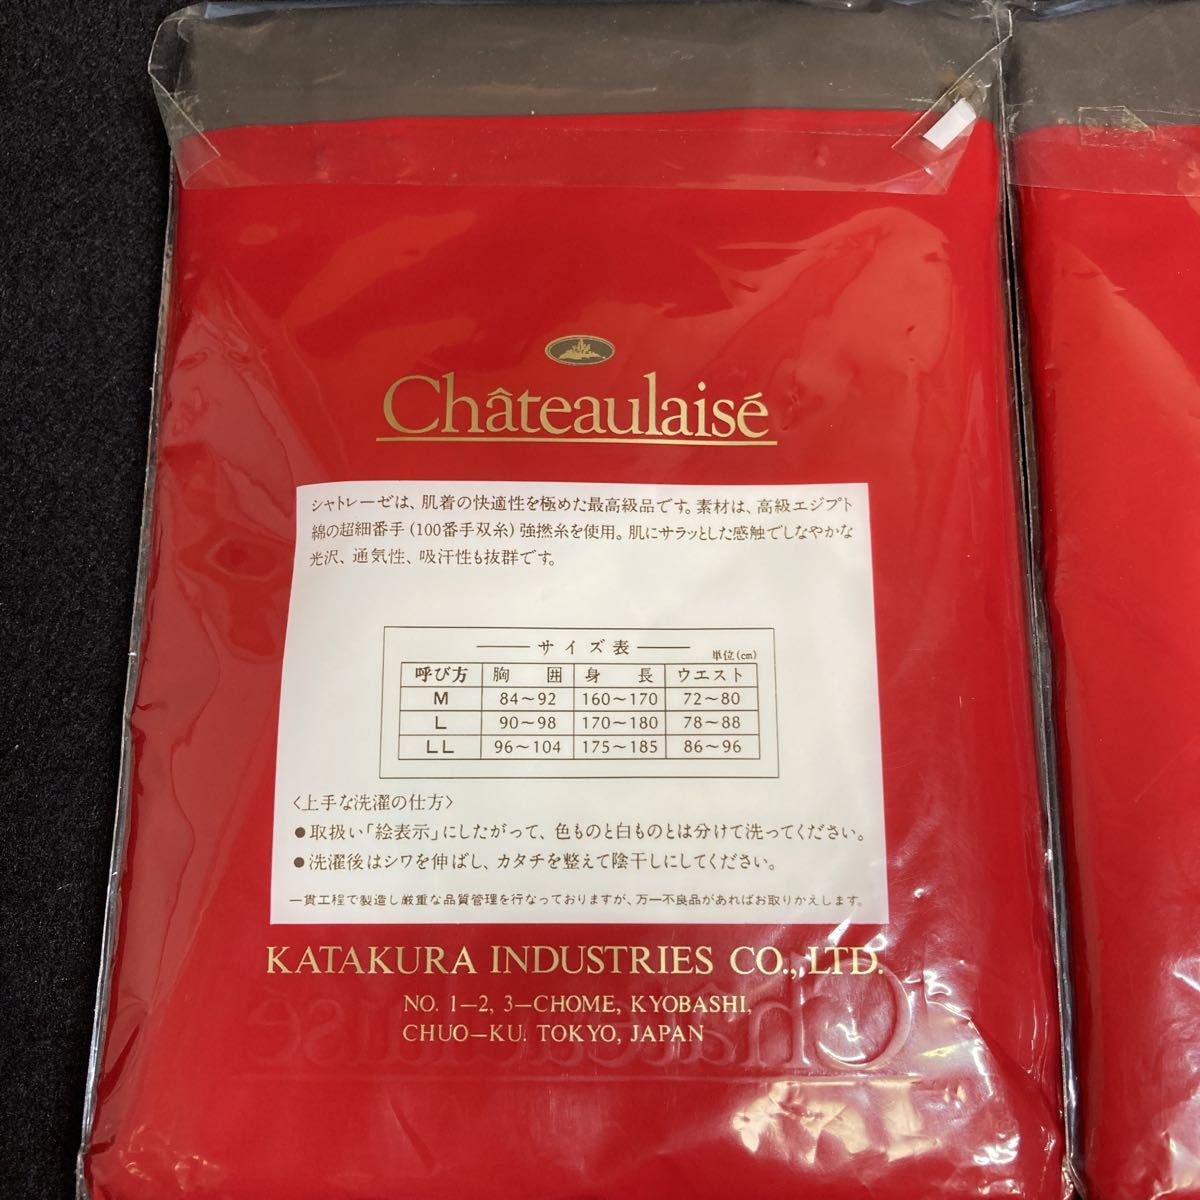 Châteaulaisé
シャトレーゼは、肌着の快適性を極めた最高級品です。素材は、高級エジプト
綿の超細番手(100番手双糸)強撚糸を使用。肌にサラッとした感触でしなやかな
光沢、通気性、吸汗性も抜群です。
サイズ表
単位(cm)
呼び方 胸囲 身長 ウエスト
M 84~92 160~170 72~80
L 90~98 170~180 78~88
LL 96~104 175~185 86~96
〈上手な洗濯の仕方〉
●取扱い「絵表示」にしたがって、色ものと白ものとは分けて洗ってください。
●洗濯後はシワを伸ばし、カタチを整えて陰干しにしてください。
一貫工程で製造し厳重な品質管理を行なっておりますが、万一不良品があればお取りかえします。
KATAKURA INDUSTRIES CO., LTD.
NO. 1-2, 3-CHOME, KYOBASHI,
CHUO-KU. TOKYO, JAPAN
Châteaulaisé